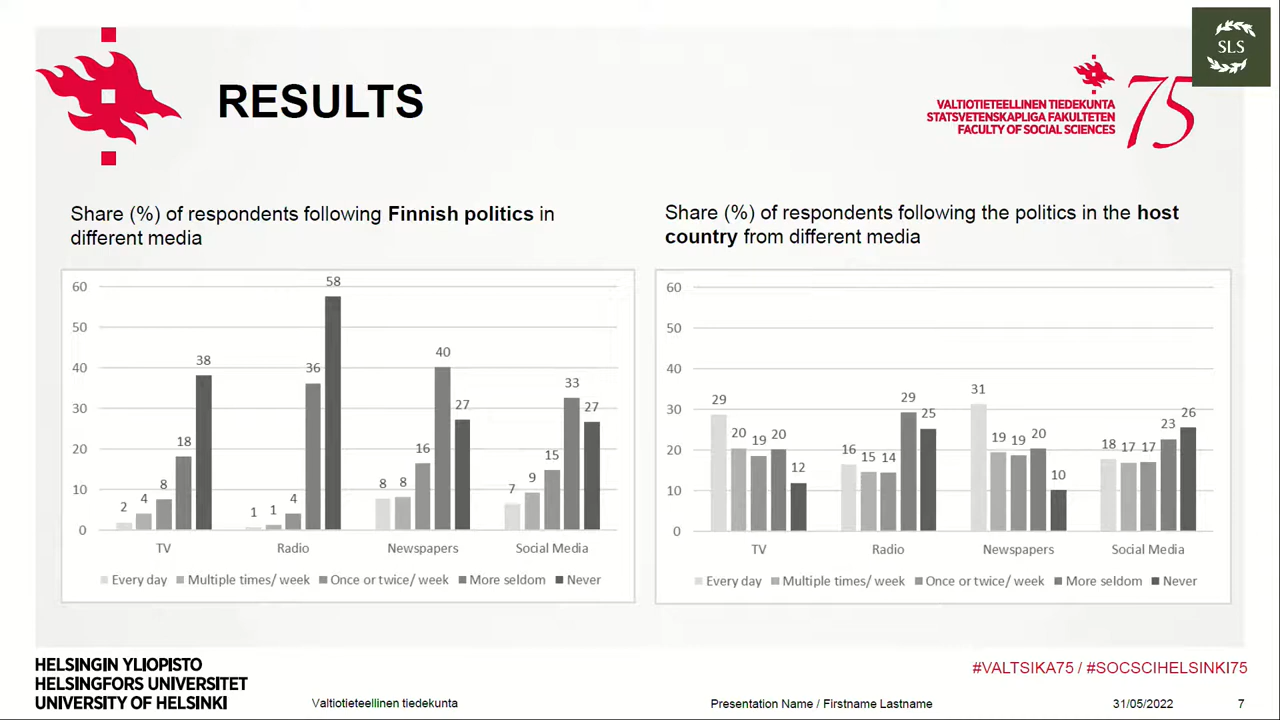 SLS
RESULTS
VALTIOTIETEELLINEN TIEDEKUNTA
STATSVETENSKAPLIGA FAKULTETEN
FACULTY OF SOCIAL SCIENCES
75
Share (%) of respondents following Finnish politics in
different media
60
50
40
30
20
10
0
2 4 8 18 38
1 1 4 36 58
8 8 16 40 27
7 9 15 33 27
TV Radio Newspapers Social Media
Every day Multiple times/ week Once or twice/ week More seldom Never
Share (%) of respondents following the politics in the host
country from different media
60
50
40
30
20
10
0
29 20 19 20 12
16 15 14 29 25
31 19 19 20 10
18 17 17 23 26
TV Radio Newspapers Social Media
Every day Multiple times/ week Once or twice/ week More seldom Never
HELSINGIN YLIOPISTO
HELSINGFORS UNIVERSITET
UNIVERSITY OF HELSINKI
#VALTSIKA75 / #SOCSCIHELSINKI75
Valtiotieteellinen tiedekunta
Presentation Name / Firstname Lastname
31/05/2022
7